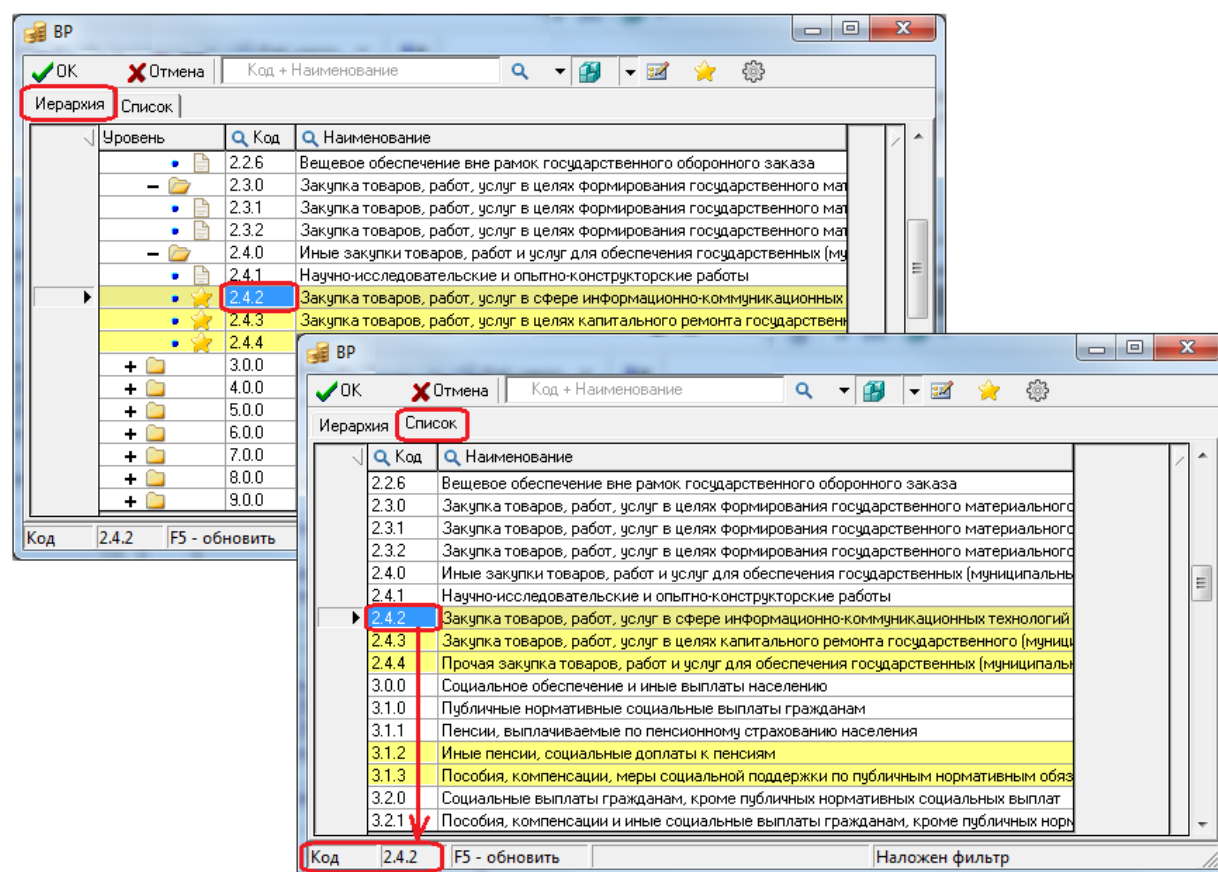 ВР
ОК Отмена Код + Наименование
Иерархия Список
Уровень Код Наименование
2.2.6 Вещевое обеспечение вне рамок государственного оборонного заказа
2.3.0 Закупка товаров, работ, услуг в целях формирования государственного мат
2.3.1 Закупка товаров, работ, услуг в целях формирования государственного мат
2.3.2 Закупка товаров, работ, услуг в целях формирования государственного мат
2.4.0 Иные закупки товаров, работ и услуг для обеспечения государственных (му
2.4.1 Научно-исследовательские и опытно-конструкторские работы
2.4.2 Закупка товаров, работ, услуг в сфере информационно-коммуникационных
2.4.3 Закупка товаров, работ, услуг в целях капитального ремонта государственн
2.4.4
3.0.0
4.0.0
5.0.0
6.0.0
7.0.0
8.0.0
9.0.0
Код 2.4.2 F5 - обновить
ВР
ОК Отмена Код + Наименование
Иерархия Список
Код Наименование
2.2.6 Вещевое обеспечение вне рамок государственного оборонного заказа
2.3.0 Закупка товаров, работ, услуг в целях формирования государственного материального
2.3.1 Закупка товаров, работ, услуг в целях формирования государственного материального
2.3.2 Закупка товаров, работ, услуг в целях формирования государственного материального
2.4.0 Иные закупки товаров, работ и услуг для обеспечения государственных (муниципальнь
2.4.1 Научно-исследовательские и опытно-конструкторские работы
2.4.2 Закупка товаров, работ, услуг в сфере информационно-коммуникационных технологий
2.4.3 Закупка товаров, работ, услуг в целях капитального ремонта государственного (муници
2.4.4 Прочая закупка товаров, работ и услуг для обеспечения государственных (муниципальн
3.0.0 Социальное обеспечение и иные выплаты населению
3.1.0 Публичные нормативные социальные выплаты гражданам
3.1.1 Пенсии, выплачиваемые по пенсионному страхованию населения
3.1.2 Иные пенсии, социальные доплаты к пенсиям
3.1.3 Пособия, компенсации, меры социальной поддержки по публичным нормативным обяз
3.2.0 Социальные выплаты гражданам, кроме публичных нормативных социальных выплат
3.2.1 Пособия, компенсации и иные социальные выплаты гражданам, кроме публичных норм
Код 2.4.2 F5 - обновить Наложен фильтр